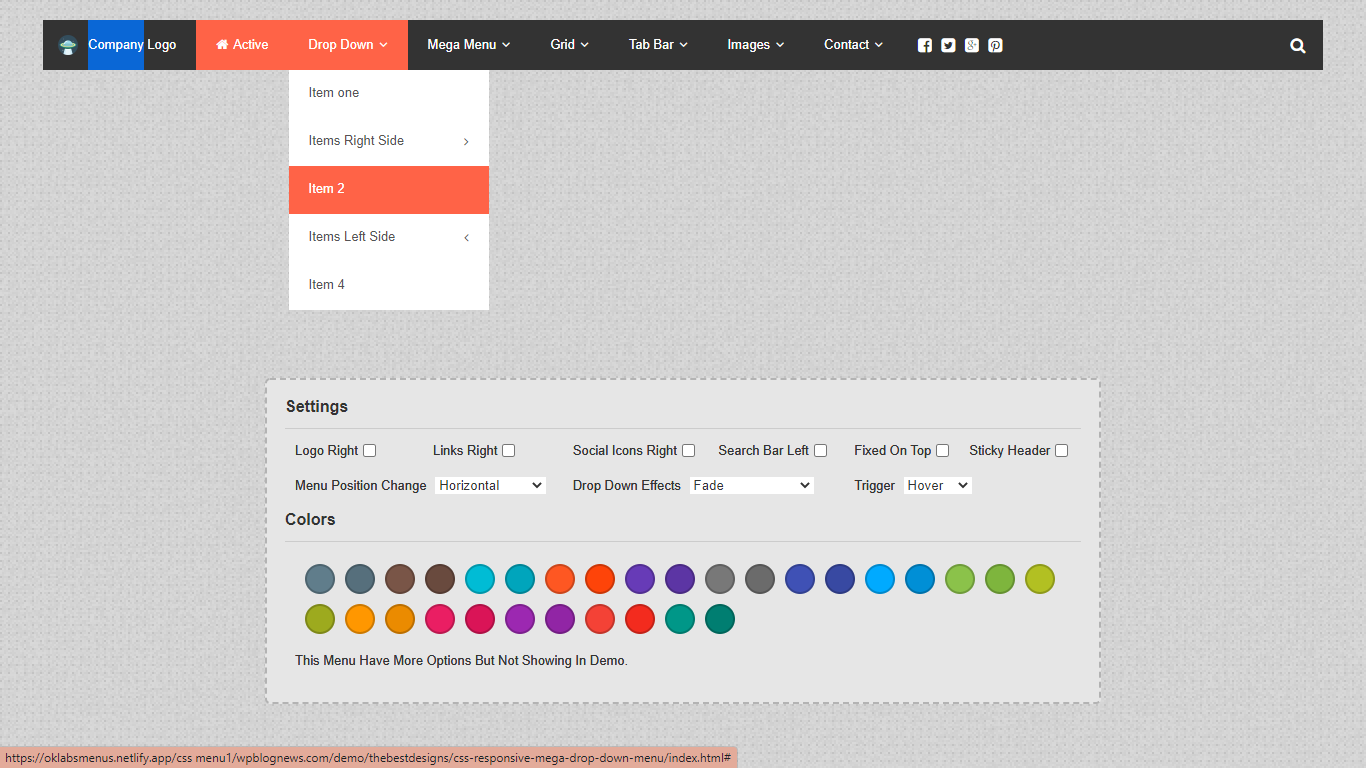 Company Logo Active Drop Down Mega Menu Grid Tab Bar Images Contact
Item one
Items Right Side
Item 2
Items Left Side
Item 4
Settings
Logo Right Links Right Social Icons Right Search Bar Left Fixed On Top Sticky Header
Menu Position Change Horizontal Drop Down Effects Fade Trigger Hover
Colors
This Menu Have More Options But Not Showing In Demo.
https://oklabsmenus.netlify.app/css menu1/wpblognews.com/demo/thebestdesigns/css-responsive-mega-drop-down-menu/index.html#